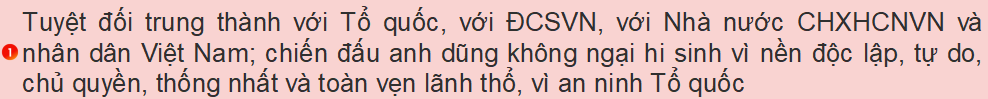 Tuyệt đối trung thành với Tổ quốc, với ĐCSVN, với Nhà nước CHXHCNVN và
1 nhân dân Việt Nam; chiến đấu anh dũng không ngại hi sinh vì nền độc lập, tự do,
chủ quyền, thống nhất và toàn vẹn lãnh thổ, vì an ninh Tổ quốc